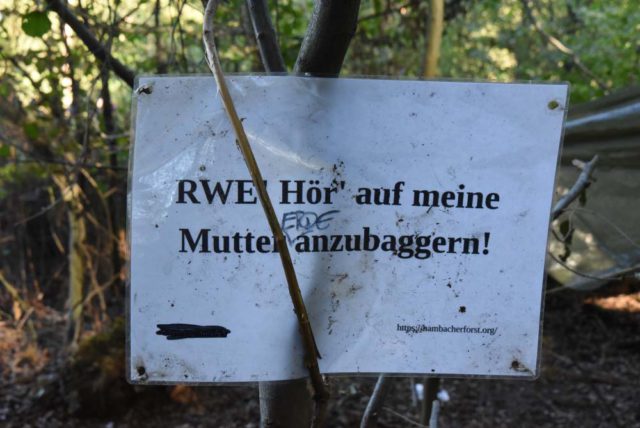 RWE! Hör' auf meine
ERDE
Mutter anzubaggern!
https://hambacherforst.org/